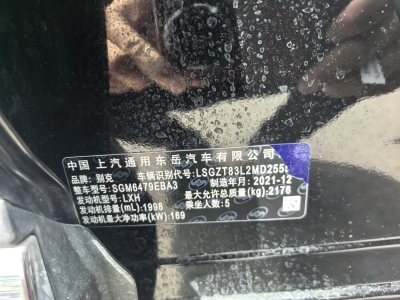 中国 上汽通用东岳汽车有限公司
品牌:别克 车辆识别代号:LSGZT83L2MD255
整车型号:SGM6479EBA3 制造年月:2021-12
发动机型号:LXH 最大允许总质量(kg):2176
发动机排量(mL):1998 乘坐人数:5
发动机最大净功率(kW):169